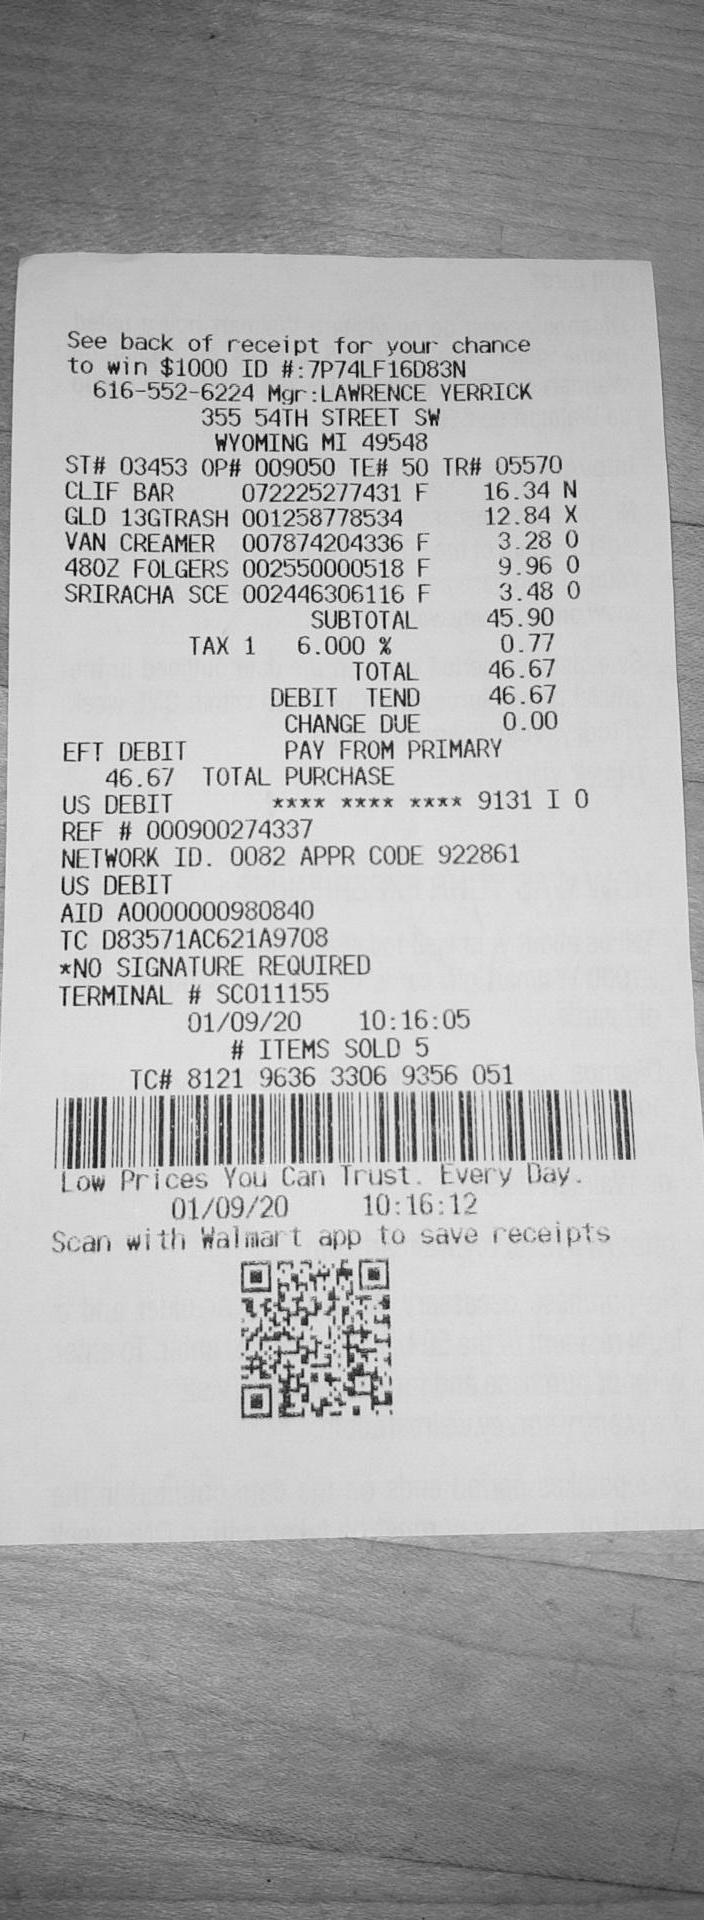 See back of receipt for your chance
to win $1000 ID #:7P74LF16D83N
616-552-6224 Mgr:LAWRENCE YERRICK
355 54TH STREET SW
WYOMING MI 49548
ST# 03453 OP# 009050 TE# 50 TR# 05570
CLIF BAR 072225277431 F 16.34 N
GLD 13GTRASH 001258778534 12.84 X
VAN CREAMER 007874204336 F 3.28 O
48OZ FOLGERS 002550000518 F 9.96 O
SRIRACHA SCE 002446306116 F 3.48 O
SUBTOTAL 45.90
TAX 1 6.000 % 0.77
TOTAL 46.67
DEBIT TEND 46.67
CHANGE DUE 0.00
EFT DEBIT PAY FROM PRIMARY
46.67 TOTAL PURCHASE
US DEBIT **** **** **** 9131 I 0
REF # 000900274337
NETWORK ID. 0082 APPR CODE 922861
US DEBIT
AID A0000000980840
TC D83571AC621A9708
*NO SIGNATURE REQUIRED
TERMINAL # SC011155
01/09/20 10:16:05
# ITEMS SOLD 5
TC# 8121 9636 3306 9356 051
Low Prices You Can Trust. Every Day.
01/09/20 10:16:12
Scan with Walmart app to save receipts